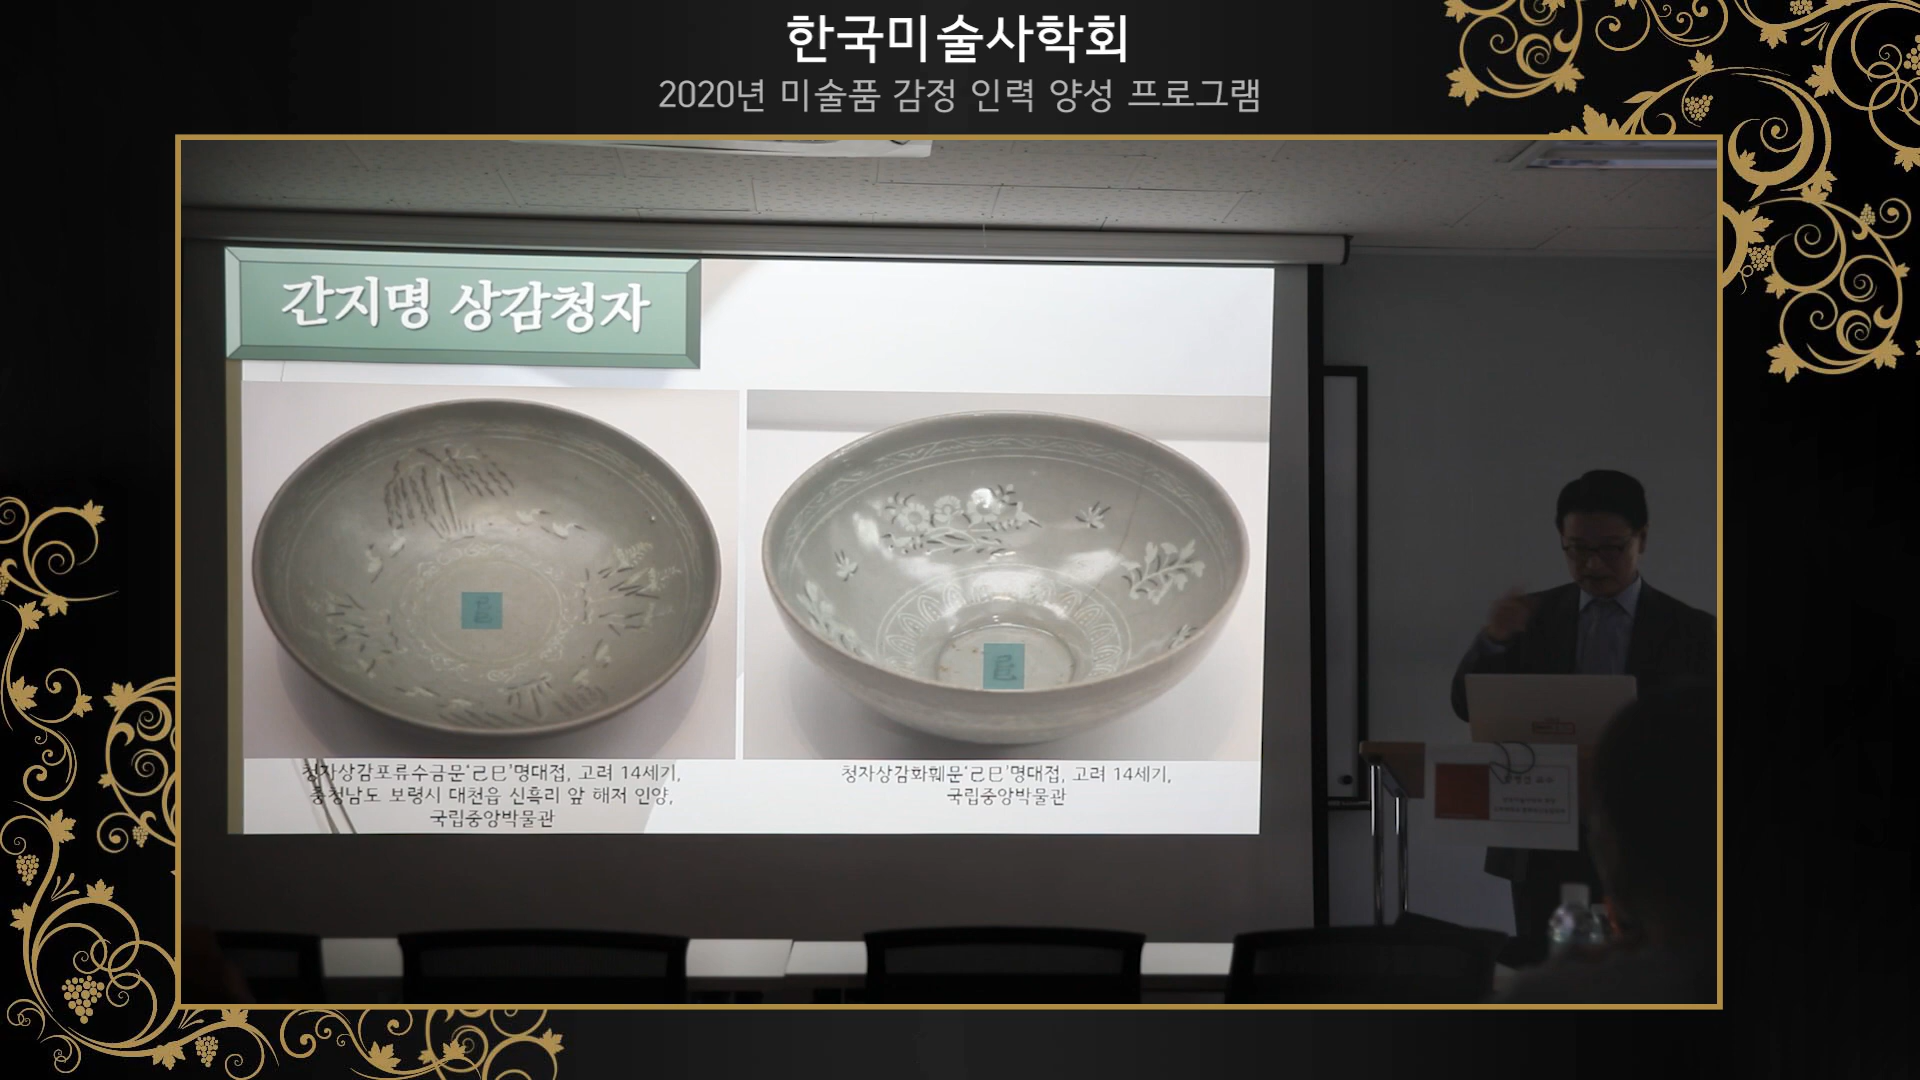 한국미술사학회
2020년 미술품 감정 인력 양성 프로그램
간지명 상감청자
己巳
己巳
청자상감포류수금문'己巳'명대접, 고려 14세기,
충청남도 보령시 대천읍 신흑리 앞 해저 인양,
국립중앙박물관
청자상감화훼문'己巳'명대접, 고려 14세기,
국립중앙박물관